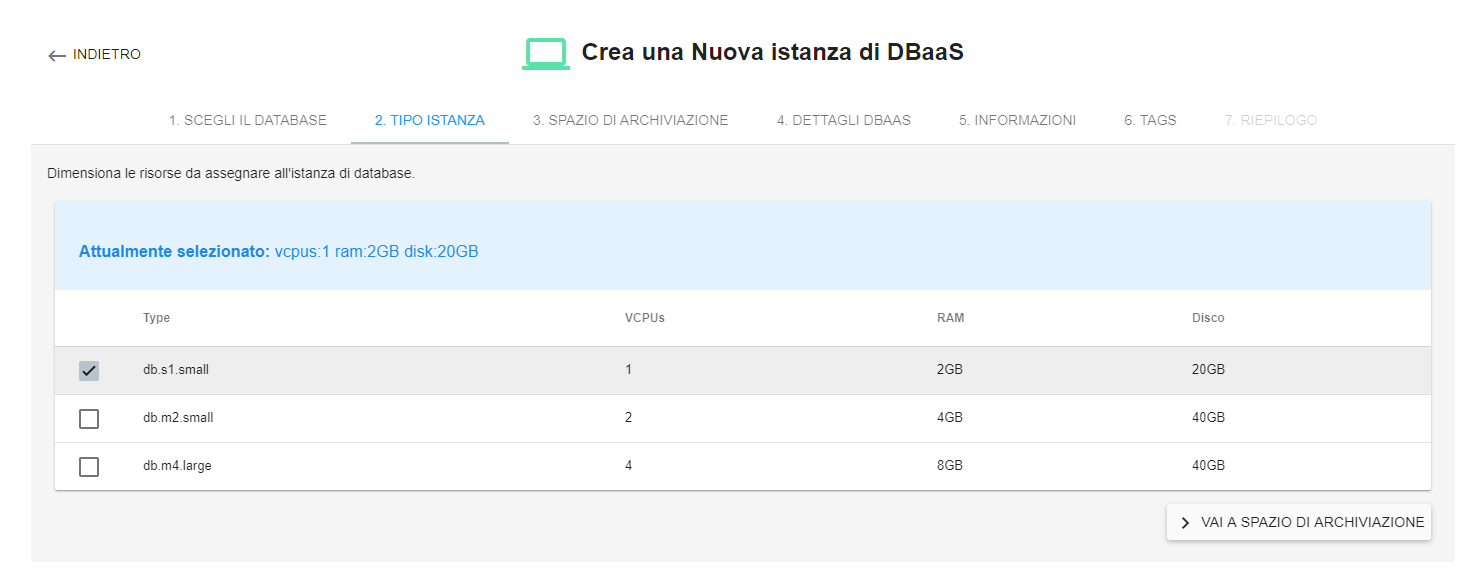 INDIETRO
Crea una Nuova istanza di DBaaS
1. SCEGLI IL DATABASE 2. TIPO ISTANZA 3. SPAZIO DI ARCHIVIAZIONE 4. DETTAGLI DBAAS 5. INFORMAZIONI 6. TAGS 7. RIEPILOGO
Dimensiona le risorse da assegnare all'istanza di database.
Attualmente selezionato: vcpus:1 ram:2GB disk:20GB
Type VCPUs RAM Disco
db.s1.small 1 2GB 20GB
db.m2.small 2 4GB 40GB
db.m4.large 4 8GB 40GB
VAI A SPAZIO DI ARCHIVIAZIONE